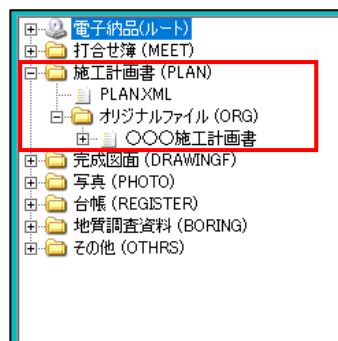 電子納品(ルート)
打合せ簿 (MEET)
施工計画書 (PLAN)
PLANXML
オリジナルファイル (ORG)
○○○施工計画書
完成図面 (DRAWINGF)
写真 (PHOTO)
台帳 (REGISTER)
地質調査資料 (BORING)
その他 (OTHRS)